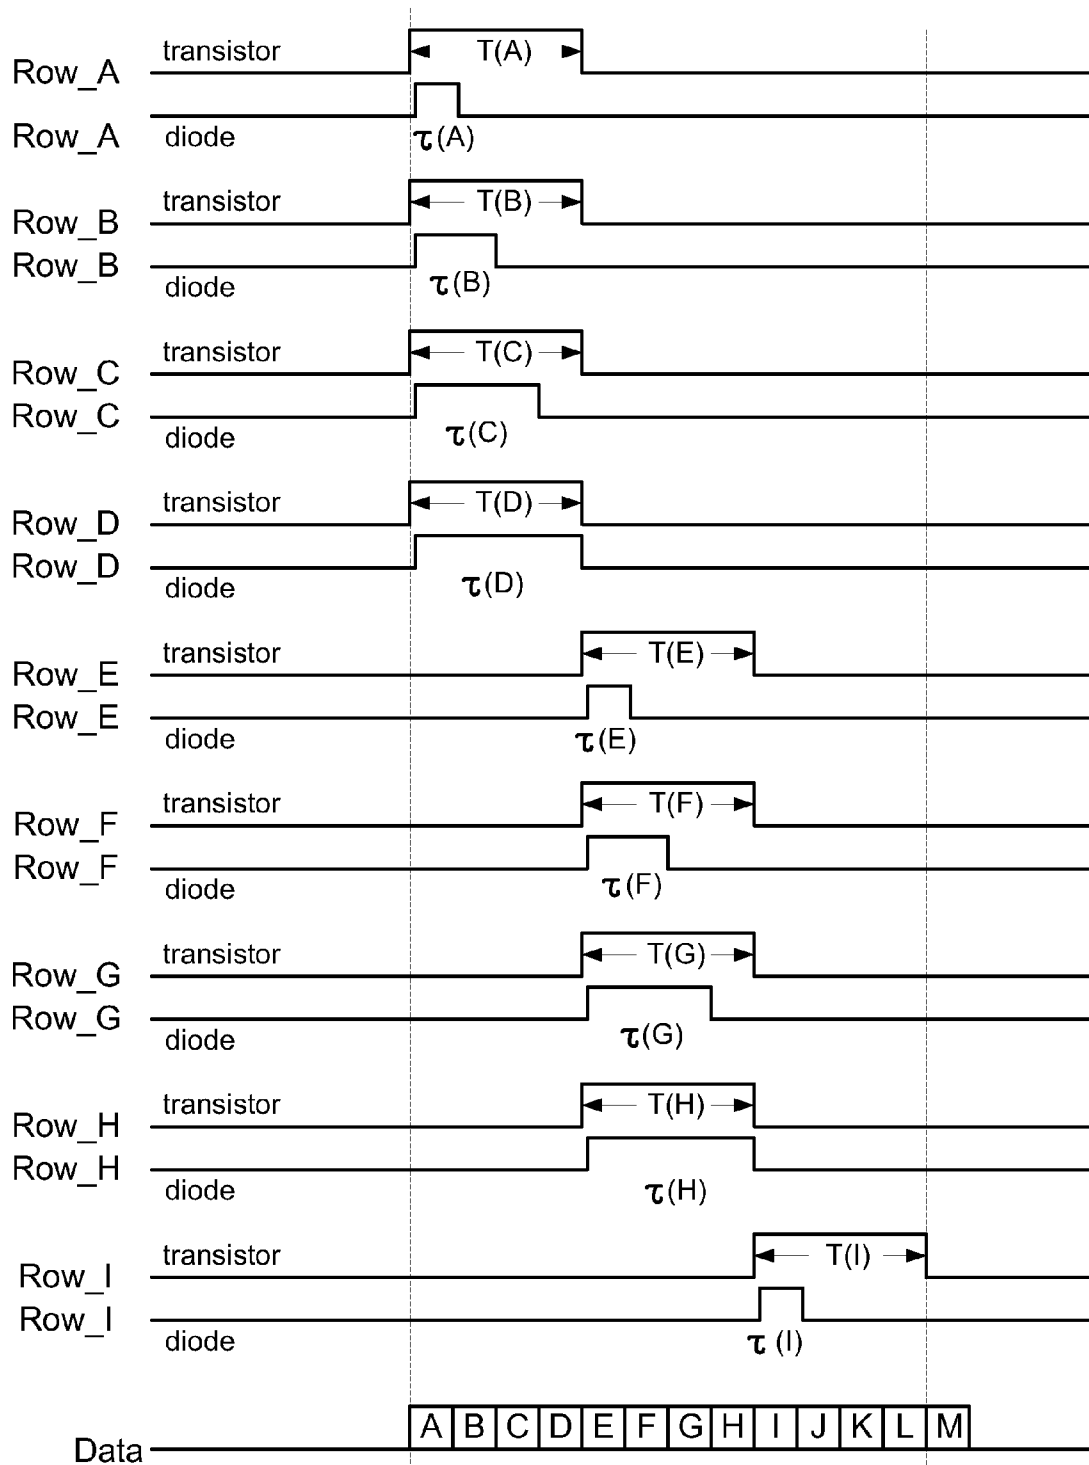 transistor T(A)
Row_A
Row_A diode τ(A)
transistor T(B)
Row_B
Row_B
diode τ(B)
transistor T(C)
Row_C
Row_C
diode τ(C)
transistor T(D)
Row_D
Row_D
diode τ(D)
transistor T(E)
Row_E
Row_E
diode τ(E)
transistor T(F)
Row_F
Row_F
diode τ(F)
transistor T(G)
Row_G
Row_G
diode τ(G)
transistor T(H)
Row_H
Row_H
diode τ(H)
transistor T(I)
Row_I
Row_I
diode τ(I)
A B C D E F G H I J K L M
Data